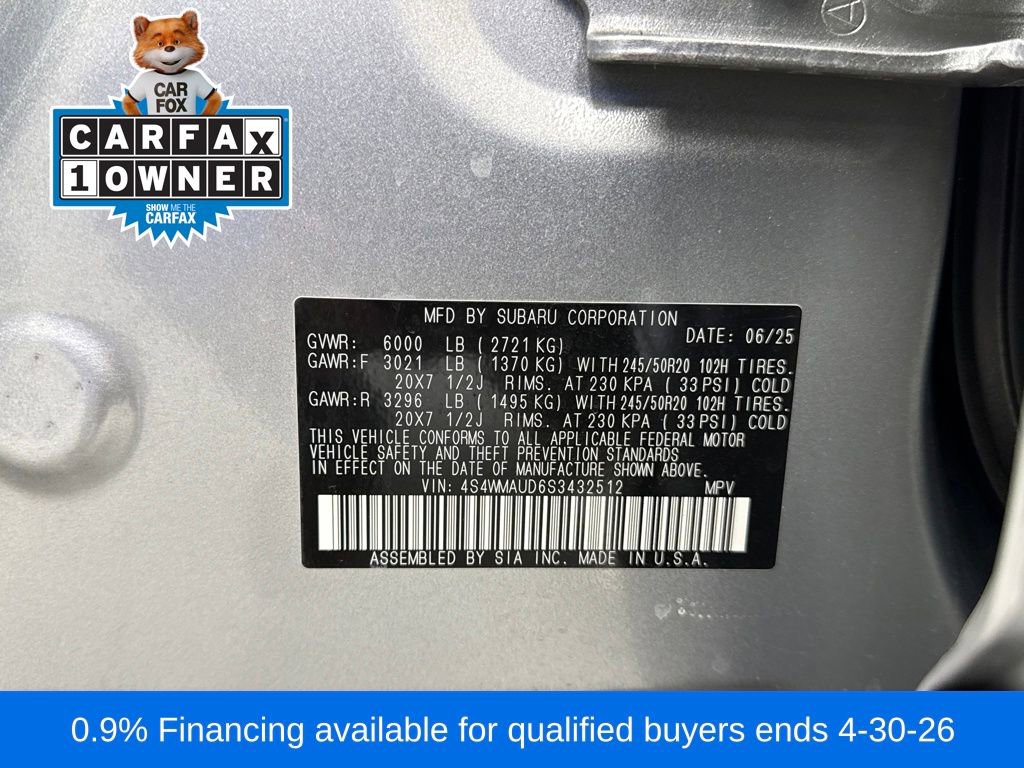 CAR
FOX
CARFAX
1 OWNER
SHOW ME THE
CARFAX
MFD BY SUBARU CORPORATION
DATE: 06/25
GVWR: 6000 LB ( 2721 KG)
GAWR:F 3021 LB ( 1370 KG) WITH 245/50R20 102H TIRES.
20X7 1/2J RIMS. AT 230 KPA ( 33 PSI) COLD
GAWR:R 3296 LB ( 1495 KG) WITH 245/50R20 102H TIRES.
20X7 1/2J RIMS. AT 230 KPA ( 33 PSI) COLD
THIS VEHICLE CONFORMS TO ALL APPLICABLE FEDERAL MOTOR
VEHICLE SAFETY AND THEFT PREVENTION STANDARDS
IN EFFECT ON THE DATE OF MANUFACTURE SHOWN ABOVE.
VIN: 4S4WMAUD6S3432512 MPV
ASSEMBLED BY SIA INC. MADE IN U.S.A.
0.9% Financing available for qualified buyers ends 4-30-26